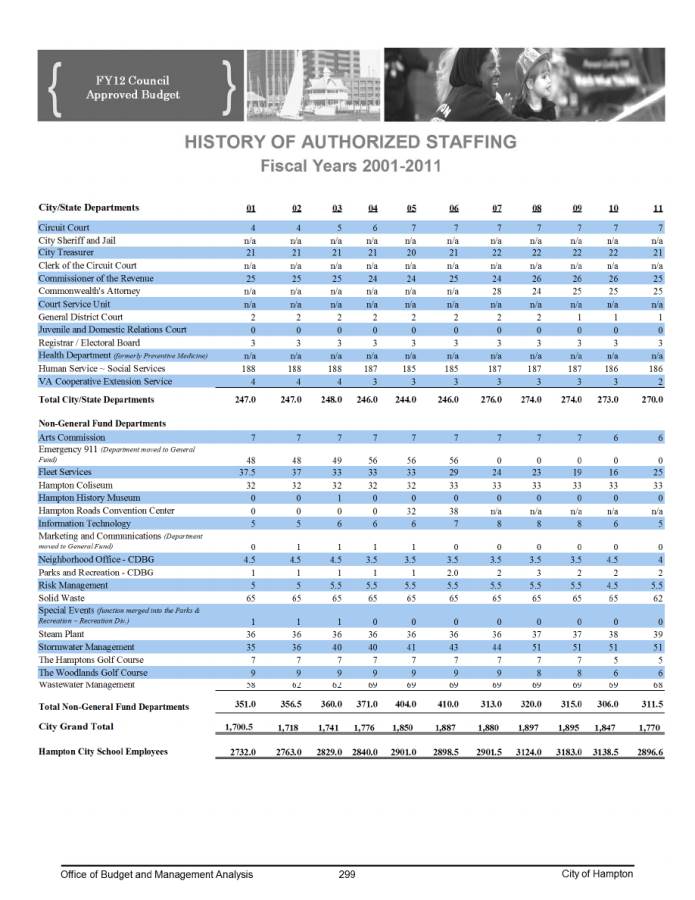 FY12 Council
Approved Budget
HISTORY OF AUTHORIZED STAFFING
Fiscal Years 2001-2011
City/State Departments 01 02 03 04 05 06 07 08 09 10 11
Circuit Court 4 4 5 6 7 7 7 7 7 7 7
City Sheriff and Jail n/a n/a n/a n/a n/a n/a n/a n/a n/a n/a n/a
City Treasurer 21 21 21 21 20 21 22 22 22 22 21
Clerk of the Circuit Court n/a n/a n/a n/a n/a n/a n/a n/a n/a n/a n/a
Commissioner of the Revenue 25 25 25 24 24 25 24 26 26 26 25
Commonwealth's Attorney n/a n/a n/a n/a n/a n/a 28 24 25 25 25
Court Service Unit n/a n/a n/a n/a n/a n/a n/a n/a n/a n/a n/a
General District Court 2 2 2 2 2 2 2 2 1 1 1
Juvenile and Domestic Relations Court 0 0 0 0 0 0 0 0 0 0 0
Registrar / Electoral Board 3 3 3 3 3 3 3 3 3 3 3
Health Department (formerly Preventive Medicine) n/a n/a n/a n/a n/a n/a n/a n/a n/a n/a n/a
Human Service ~ Social Services 188 188 188 187 185 185 187 187 187 186 186
VA Cooperative Extension Service 4 4 4 3 3 3 3 3 3 3 2
Total City/State Departments 247.0 247.0 248.0 246.0 244.0 246.0 276.0 274.0 274.0 273.0 270.0
Non-General Fund Departments
Arts Commission 7 7 7 7 7 7 7 7 7 6 6
Emergency 911 (Department moved to General
Fund) 48 48 49 56 56 56 0 0 0 0 0
Fleet Services 37.5 37 33 33 33 29 24 23 19 16 25
Hampton Coliseum 32 32 32 32 32 33 33 33 33 33 33
Hampton History Museum 0 0 1 0 0 0 0 0 0 0 0
Hampton Roads Convention Center 0 0 0 0 32 38 n/a n/a n/a n/a n/a
Information Technology 5 5 6 6 6 7 8 8 8 6 5
Marketing and Communications (Department
moved to General Fund) 0 1 1 1 1 0 0 0 0 0 0
Neighborhood Office - CDBG 4.5 4.5 4.5 3.5 3.5 3.5 3.5 3.5 3.5 4.5 4
Parks and Recreation - CDBG 1 1 1 1 1 2.0 2 3 2 2 2
Risk Management 5 5 5.5 5.5 5.5 5.5 5.5 5.5 5.5 4.5 5.5
Solid Waste 65 65 65 65 65 65 65 65 65 65 62
Special Events (function merged into the Parks &
Recreation ~ Recreation Div.) 1 1 1 0 0 0 0 0 0 0 0
Steam Plant 36 36 36 36 36 36 36 37 37 38 39
Stormwater Management 35 36 40 40 41 43 44 51 51 51 51
The Hamptons Golf Course 7 7 7 7 7 7 7 7 7 5 5
The Woodlands Golf Course 9 9 9 9 9 9 9 8 8 6 6
Wastewater Management 58 62 62 69 69 69 69 69 69 69 68
Total Non-General Fund Departments 351.0 356.5 360.0 371.0 404.0 410.0 313.0 320.0 315.0 306.0 311.5
City Grand Total 1,700.5 1,718 1,741 1,776 1,850 1,887 1,880 1,897 1,895 1,847 1,770
Hampton City School Employees 2732.0 2763.0 2829.0 2840.0 2901.0 2898.5 2901.5 3124.0 3183.0 3138.5 2896.6
Office of Budget and Management Analysis 299 City of Hampton